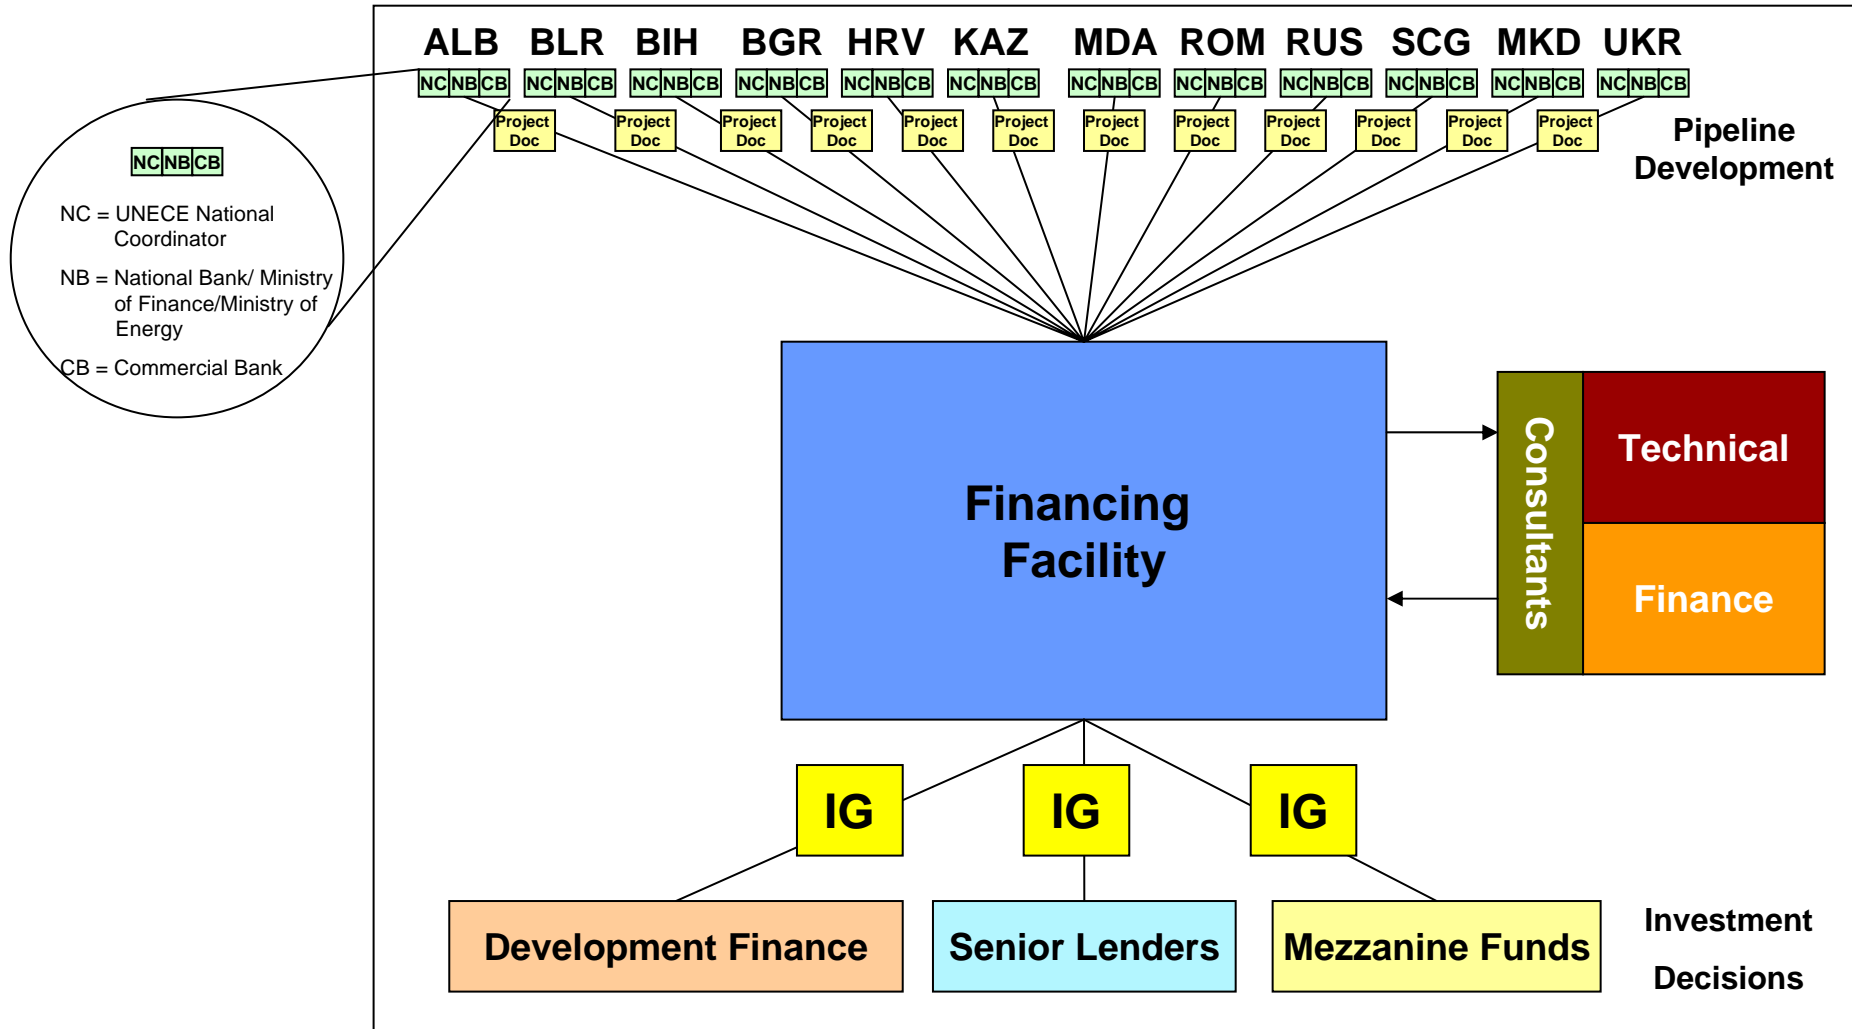 ALB BLR BIH BGR HRV KAZ MDA ROM RUS SCG MKD UKR
NC NB CB NC NB CB NC NB CB NC NB CB NC NB CB NC NB CB NC NB CB NC NB CB NC NB CB NC NB CB NC NB CB NC NB CB
Project Project Project Project Project Project Project Project Project Project Project Project
Doc Doc Doc Doc Doc Doc Doc Doc Doc Doc Doc Doc
Pipeline
Development
NC NB CB
NC = UNECE National
Coordinator
NB = National Bank/ Ministry
of Finance/Ministry of
Energy
CB = Commercial Bank
Financing
Facility
Consultants
Technical
Finance
IG IG IG
Development Finance
Senior Lenders
Mezzanine Funds
Investment
Decisions